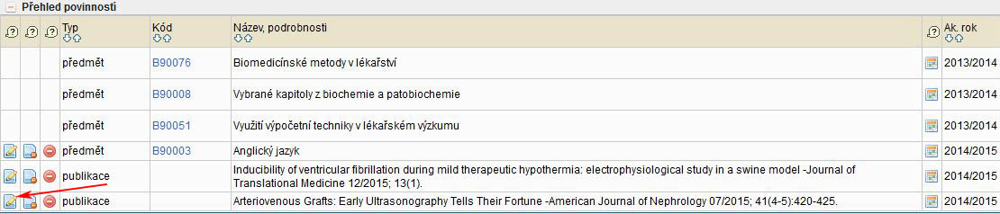 Přehled povinností
Typ Kód Název, podrobnosti Ak. rok
předmět B90076 Biomedicínské metody v lékařství 2013/2014
předmět B90008 Vybrané kapitoly z biochemie a patobiochemie 2013/2014
předmět B90051 Využití výpočetní techniky v lékařském výzkumu 2013/2014
předmět B90003 Anglický jazyk 2014/2015
publikace Inducibility of ventricular fibrillation during mild therapeutic hypothermia: electrophysiological study in a swine model -Journal of 2014/2015
Translational Medicine 12/2015; 13(1).
publikace Arteriovenous Grafts: Early Ultrasonography Tells Their Fortune -American Journal of Nephrology 07/2015; 41(4-5):420-425. 2014/2015